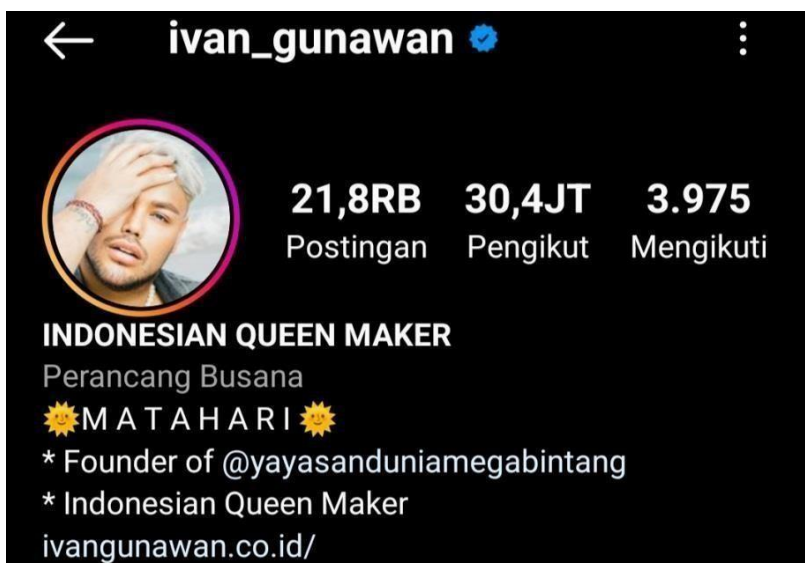 ivan_gunawan
21,8RB 30,4JT 3.975
Postingan Pengikut Mengikuti
INDONESIAN QUEEN MAKER
Perancang Busana
🌞M A T A H A R I🌞
* Founder of @yayasanduniamegabintang
* Indonesian Queen Maker
ivangunawan.co.id/